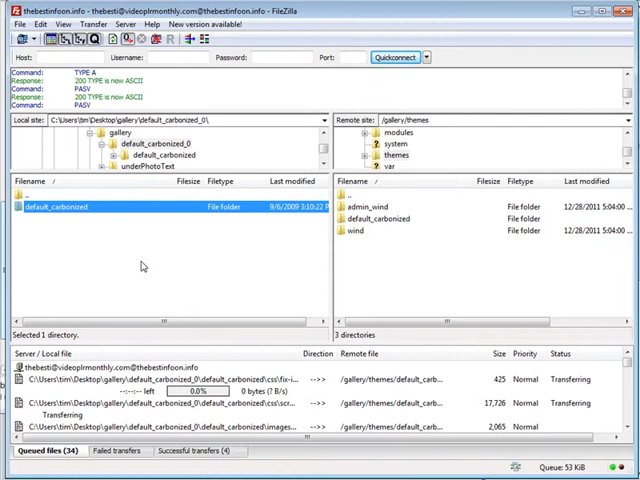 thebestinfoon.info - thebesti@videoplrmonthly.com@thebestinfoon.info - FileZilla
File Edit View Transfer Server Help New version available!
Host: Username: Password: Port: Quickconnect
Command: TYPE A
Response: 200 TYPE is now ASCII
Command: PASV
Response: 200 TYPE is now ASCII
Command: PASV
Local site: C:\Users\tim\Desktop\gallery\default_carbonized_0\ Remote site: /gallery/themes
gallery modules
default_carbonized_0 system
default_carbonized themes
underPhotoText var
Filename / Filesize Filetype Last modified Filename / Filesize Filetype Last modified
.. ..
default_carbonized File folder 9/6/2009 3:10:22 P admin_wind File folder 12/28/2011 5:04:00 ...
default_carbonized File folder 12/28/2011 5:04:00 ...
wind File folder 12/28/2011 5:04:00 ...
Selected 1 directory. 3 directories
Server / Local file Direction Remote file Size Priority Status
thebesti@videoplrmonthly.com@thebestinfoon.info
C:\Users\tim\Desktop\gallery\default_carbonized_0\default_carbonized\css\fix-i... -->> /gallery/themes/default_carb... 425 Normal Transferring
--:--:-- left 0.0% 0 bytes (? B/s)
C:\Users\tim\Desktop\gallery\default_carbonized_0\default_carbonized\css\scr... -->> /gallery/themes/default_carb... 17,726 Normal Transferring
Transferring
C:\Users\tim\Desktop\gallery\default_carbonized_0\default_carbonized\images... -->> /gallery/themes/default_carb... 2,065 Normal
Queued files (34) Failed transfers Successful transfers (4)
Queue: 53 KiB